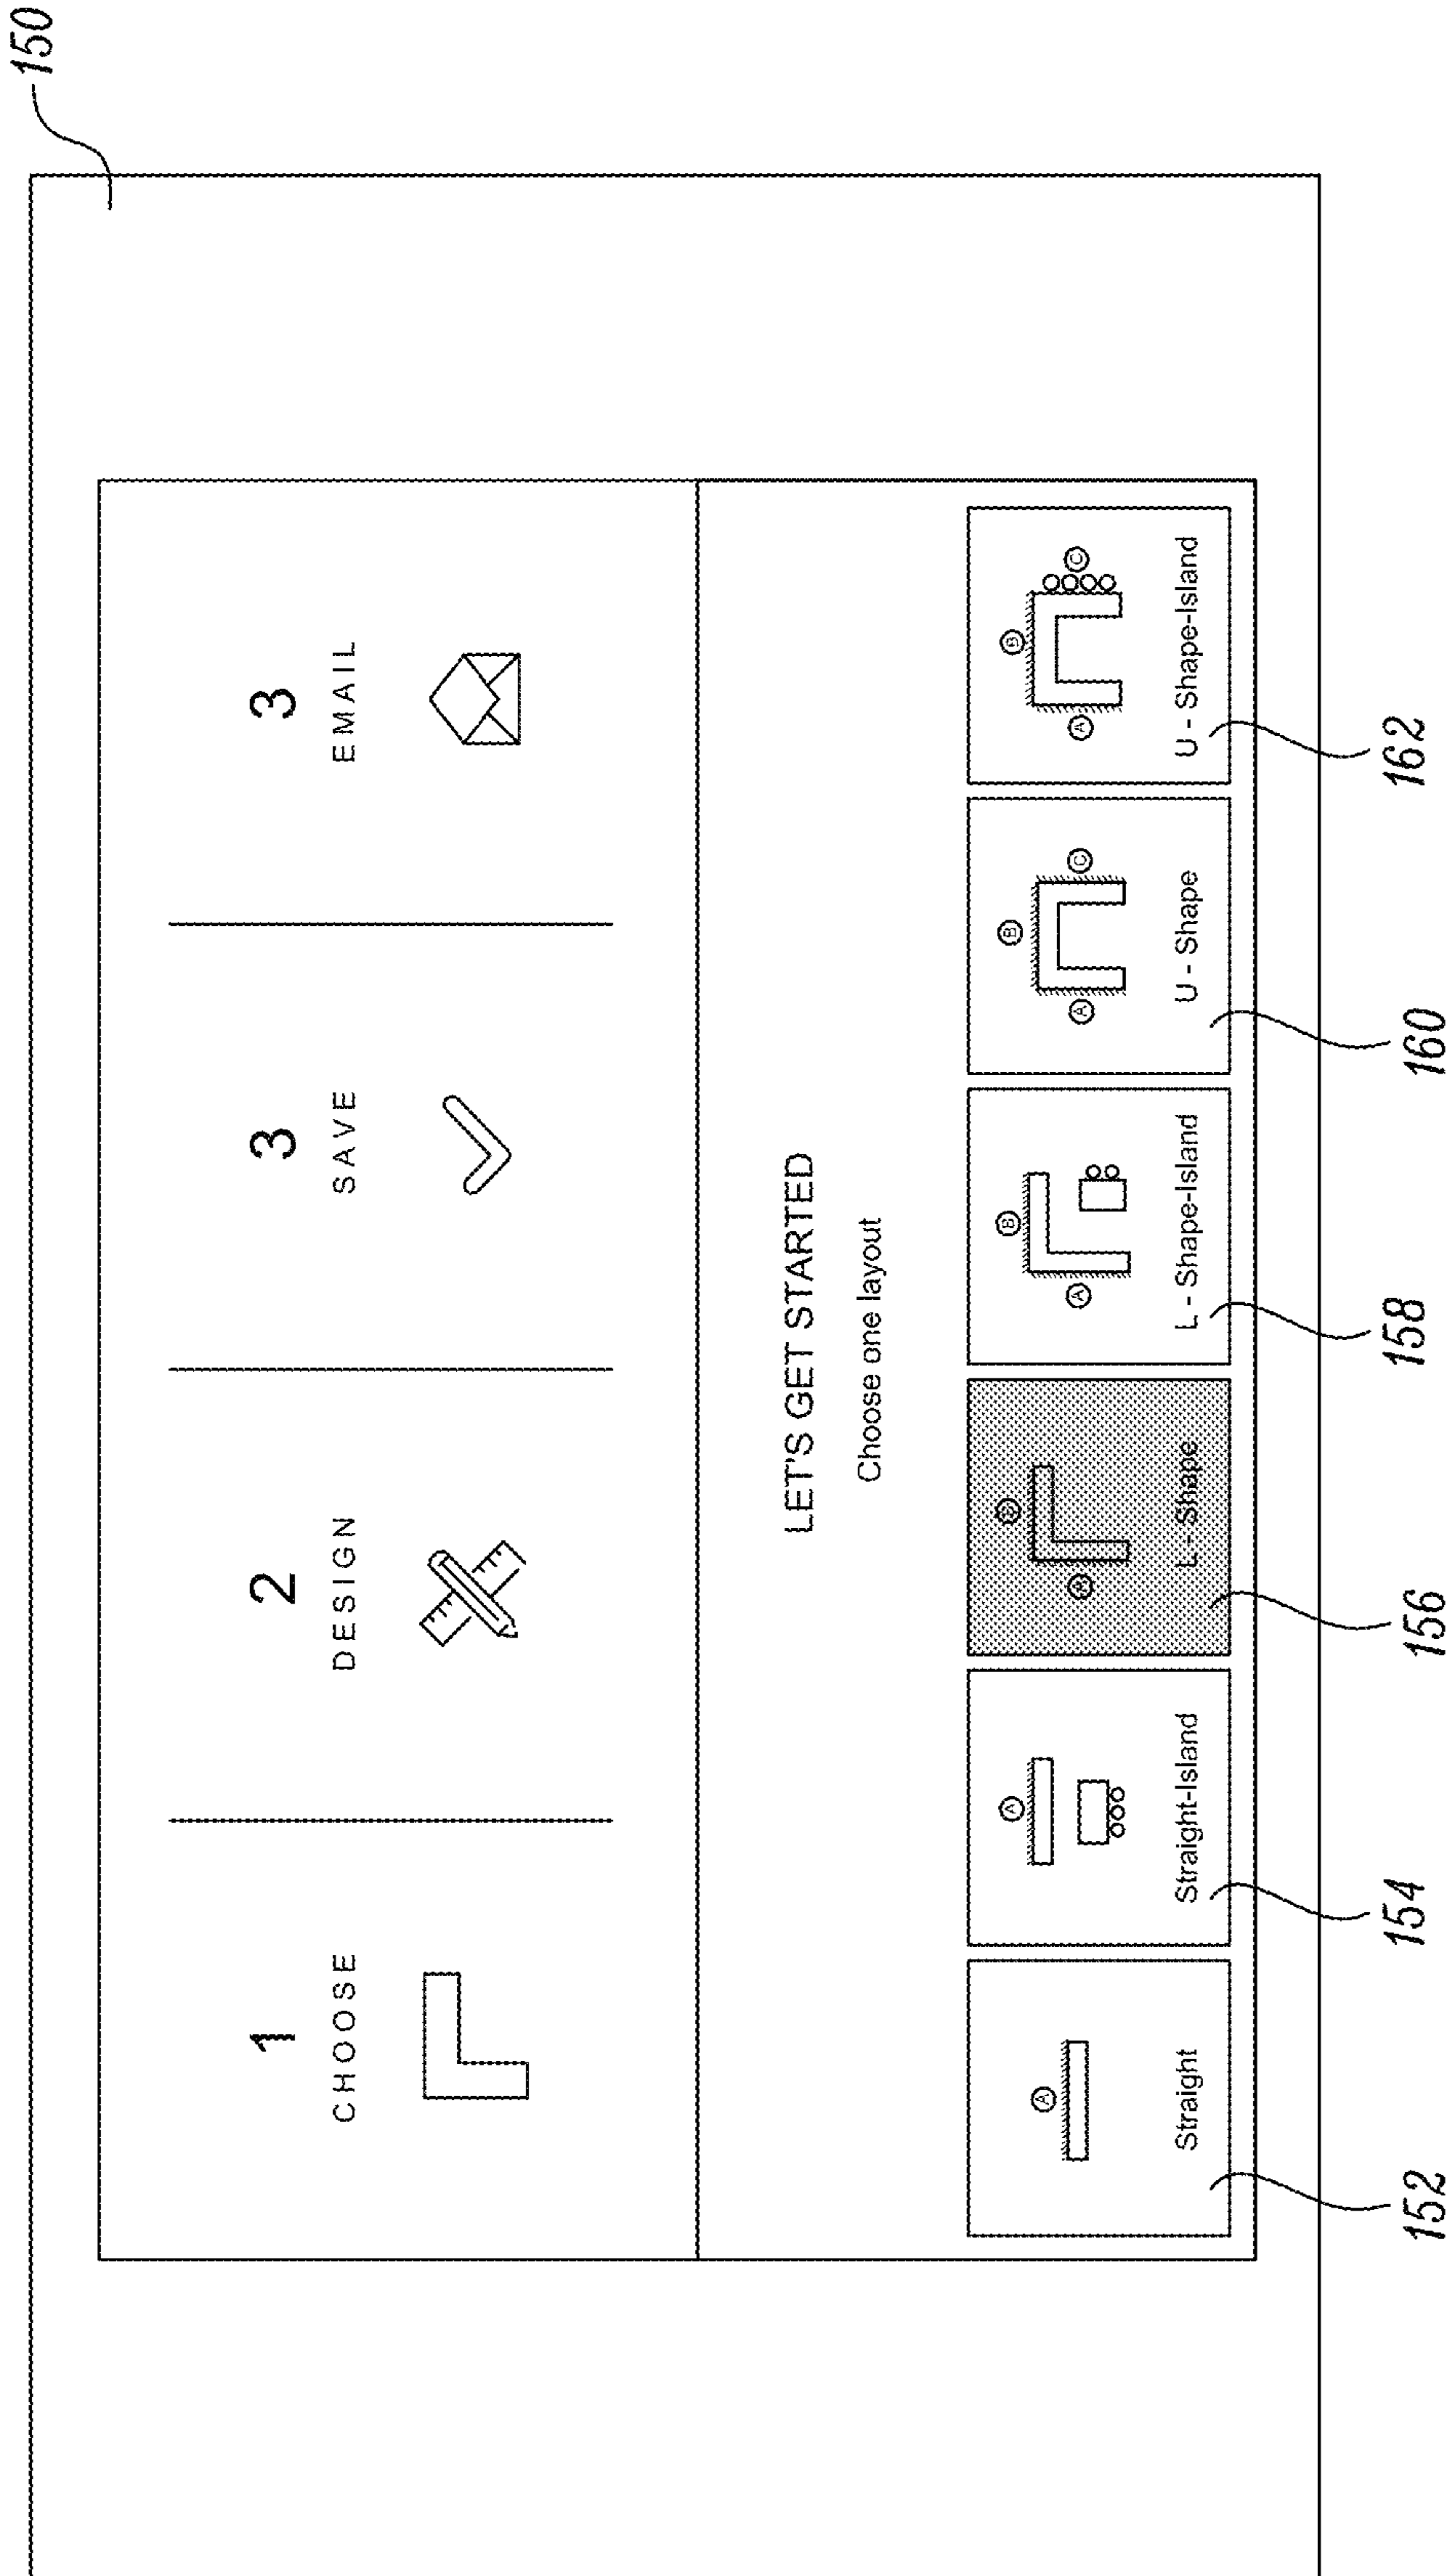 150
1 2 3 3
CHOOSE DESIGN SAVE EMAIL
LET'S GET STARTED
Choose one layout
A
Straight
A
Straight-Island
B
A
L - Shape
B
A
L - Shape-Island
B
A C
U - Shape
B
A C
U - Shape-Island
152 154 156 158 160 162